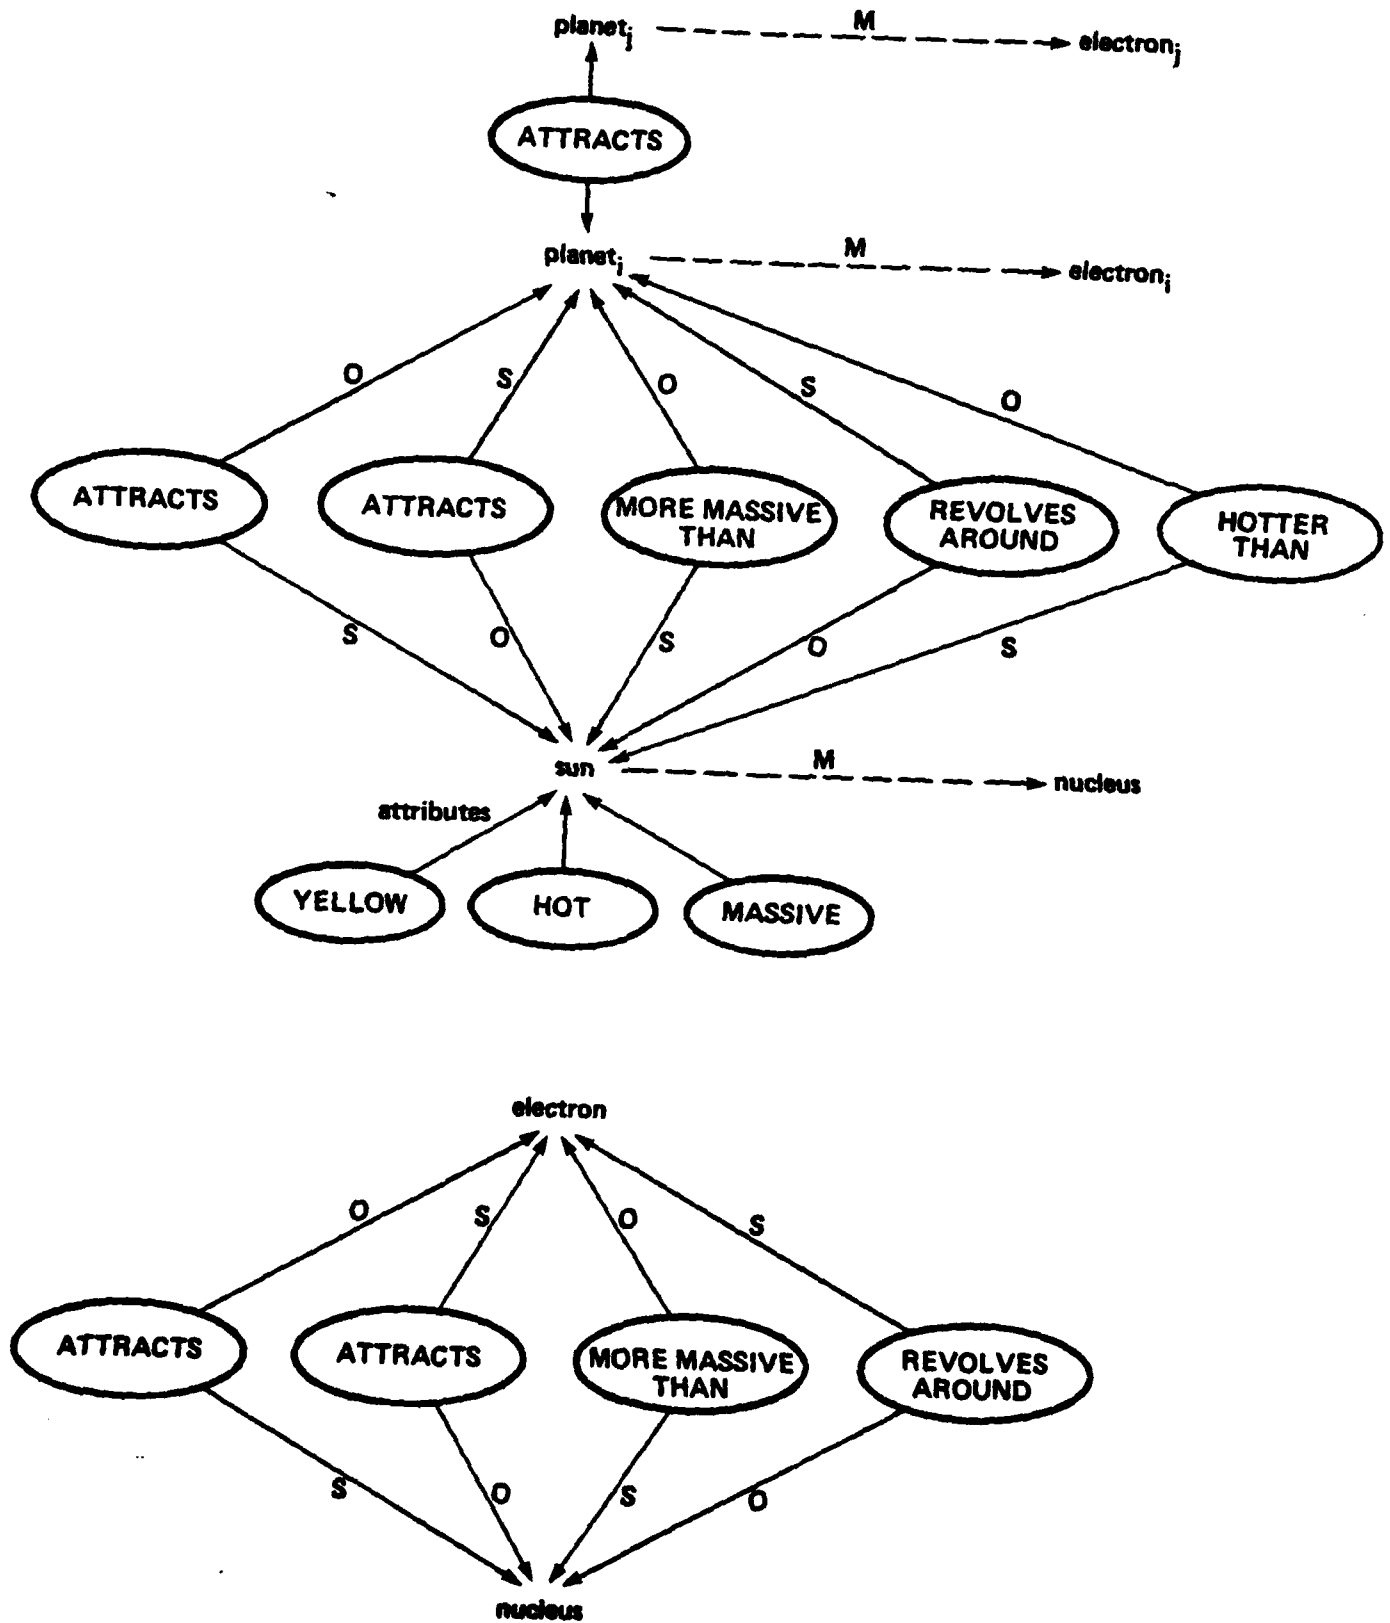 planetj M electronj
ATTRACTS
planeti M electroni
O S O S O
ATTRACTS ATTRACTS MORE MASSIVE THAN REVOLVES AROUND HOTTER THAN
S O S O S
sun M nucleus
attributes
YELLOW HOT MASSIVE
electron
O S O S
ATTRACTS ATTRACTS MORE MASSIVE THAN REVOLVES AROUND
S O S O
nucleus